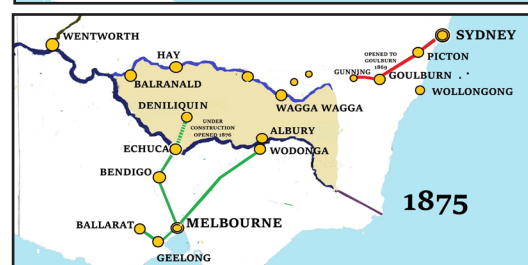 WENTWORTH
SYDNEY
HAY
OPENED TO
GOULBURN
1869
PICTON
GUNNING
GOULBURN
BALRANALD
WOLLONGONG
DENILIQUIN
WAGGA WAGGA
UNDER
CONSTRUCTION
OPENED 1876
ALBURY
ECHUCA
WODONGA
BENDIGO
1875
BALLARAT
MELBOURNE
GEELONG